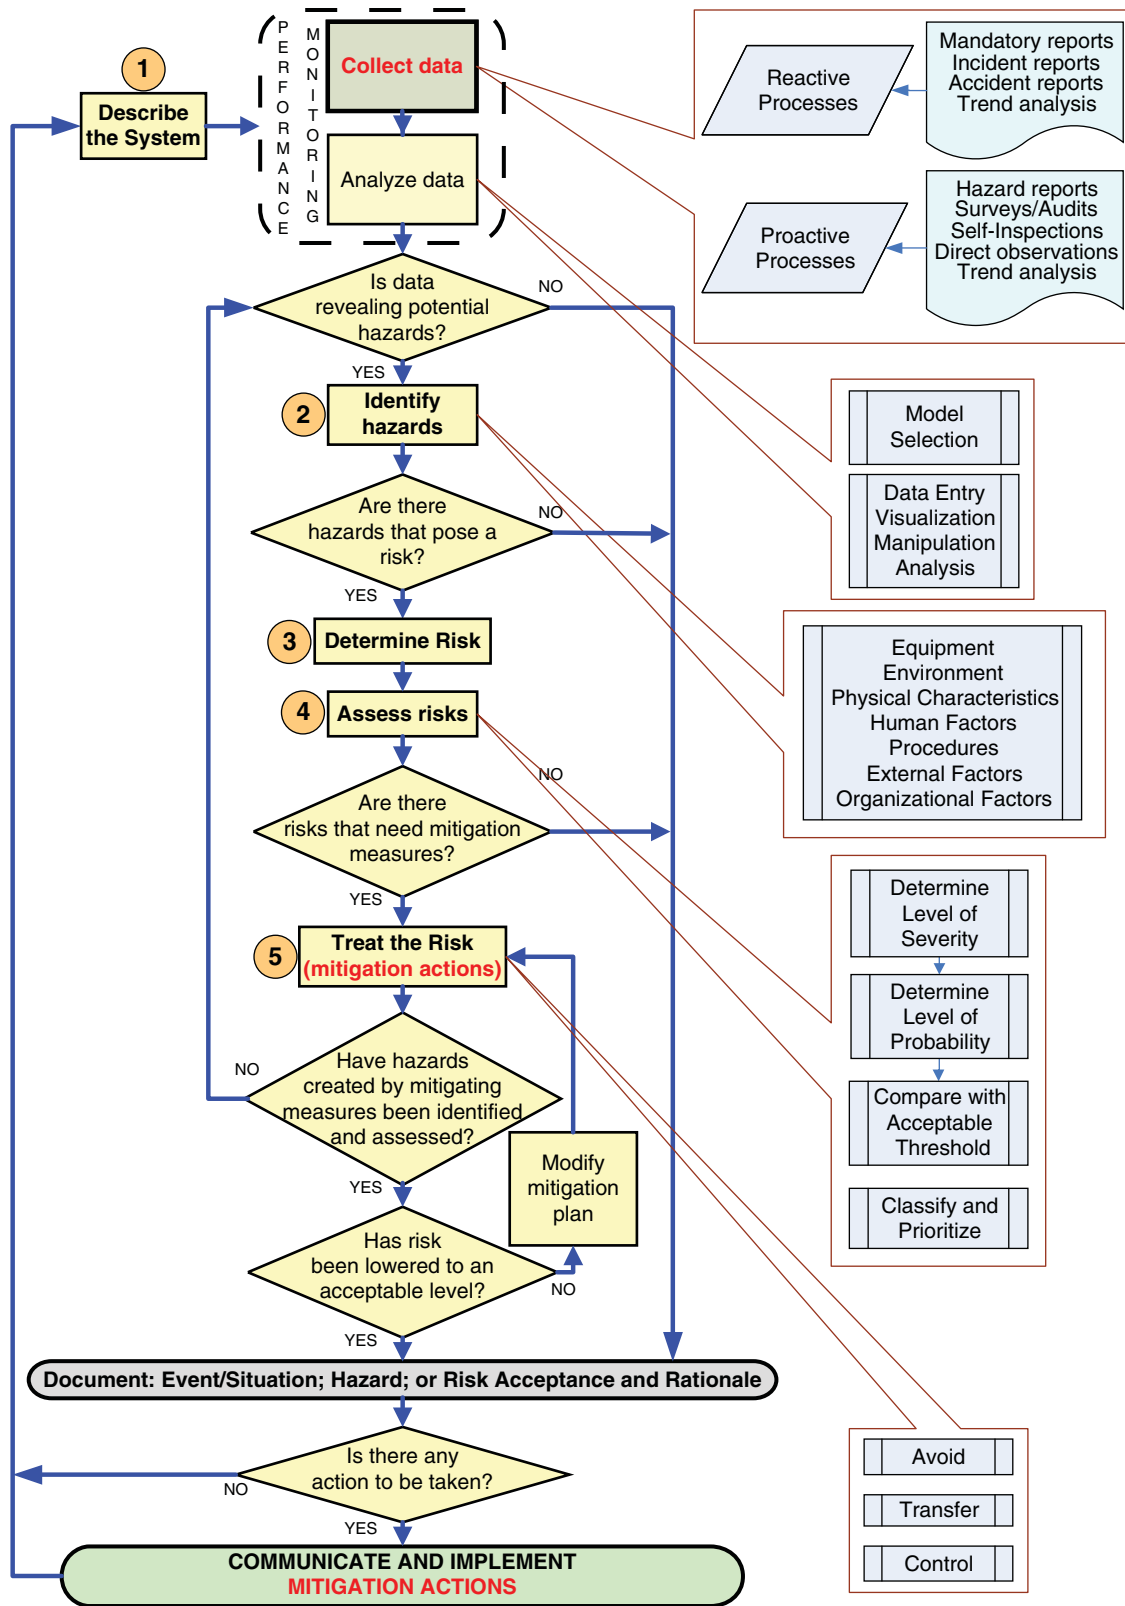 1
Describe
the System
PERFORMANCE
MONITORING
Collect data
Analyze data
Reactive
Processes
Mandatory reports
Incident reports
Accident reports
Trend analysis
Proactive
Processes
Hazard reports
Surveys/Audits
Self-Inspections
Direct observations
Trend analysis
Is data
revealing potential
hazards?
NO
YES
2
Identify
hazards
Model
Selection
Data Entry
Visualization
Manipulation
Analysis
Are there
hazards that pose a
risk?
NO
YES
3
Determine Risk
Equipment
Environment
Physical Characteristics
Human Factors
Procedures
External Factors
Organizational Factors
4
Assess risks
Are there
risks that need mitigation
measures?
NO
YES
Determine
Level of
Severity
Determine
Level of
Probability
Compare with
Acceptable
Threshold
Classify and
Prioritize
5
Treat the Risk
(mitigation actions)
Have hazards
created by mitigating
measures been identified
and assessed?
NO
YES
Modify
mitigation
plan
Has risk
been lowered to an
acceptable level?
NO
YES
Document: Event/Situation; Hazard; or Risk Acceptance and Rationale
Is there any
action to be taken?
NO
YES
Avoid
Transfer
Control
COMMUNICATE AND IMPLEMENT
MITIGATION ACTIONS